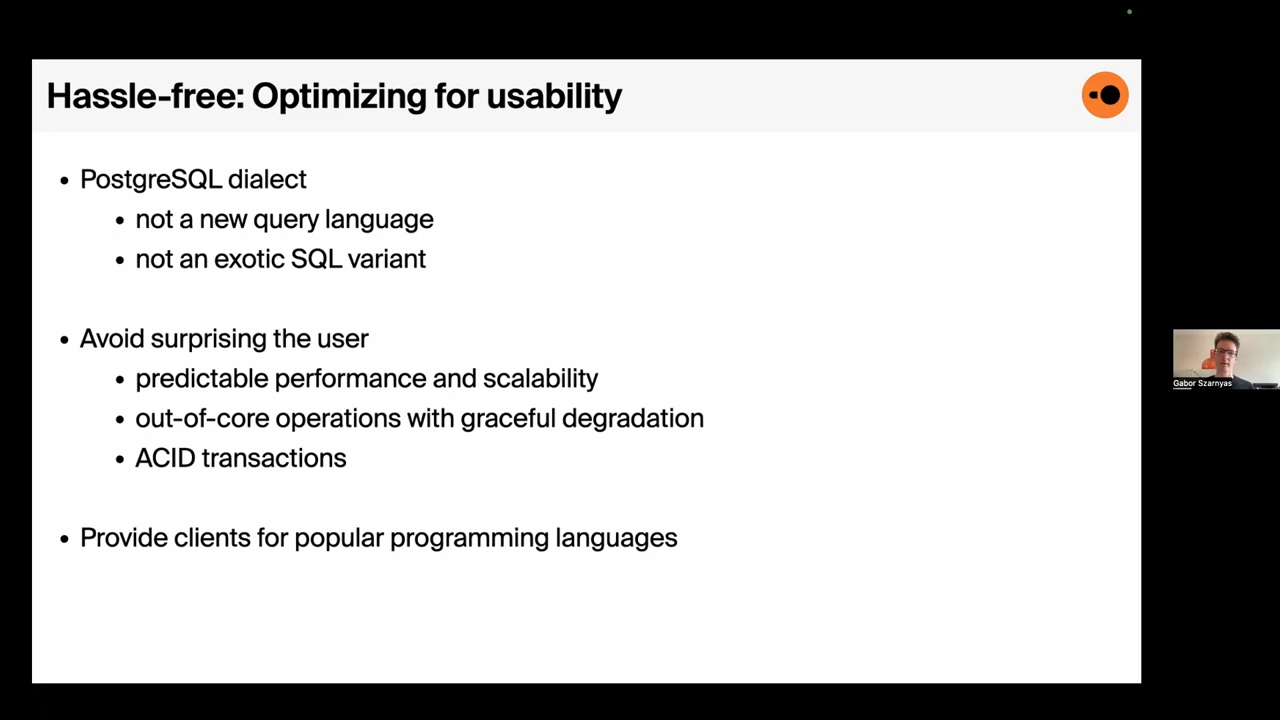 Hassle-free: Optimizing for usability
• PostgreSQL dialect
• not a new query language
• not an exotic SQL variant
• Avoid surprising the user
• predictable performance and scalability
• out-of-core operations with graceful degradation
• ACID transactions
• Provide clients for popular programming languages
Gabor Szarnyas